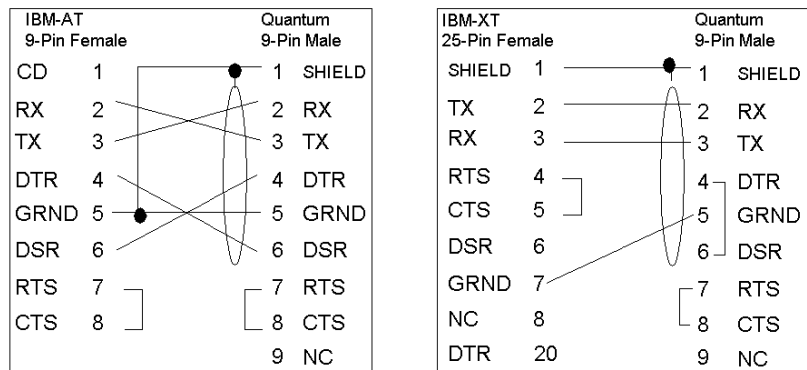 IBM-AT Quantum
9-Pin Female 9-Pin Male
CD 1 1 SHIELD
RX 2 2 RX
TX 3 3 TX
DTR 4 4 DTR
GRND 5 5 GRND
DSR 6 6 DSR
RTS 7 7 RTS
CTS 8 8 CTS
9 NC
IBM-XT Quantum
25-Pin Female 9-Pin Male
SHIELD 1 1 SHIELD
TX 2 2 RX
RX 3 3 TX
RTS 4 4 DTR
CTS 5 5 GRND
DSR 6 6 DSR
GRND 7 7 RTS
NC 8 8 CTS
DTR 20 9 NC